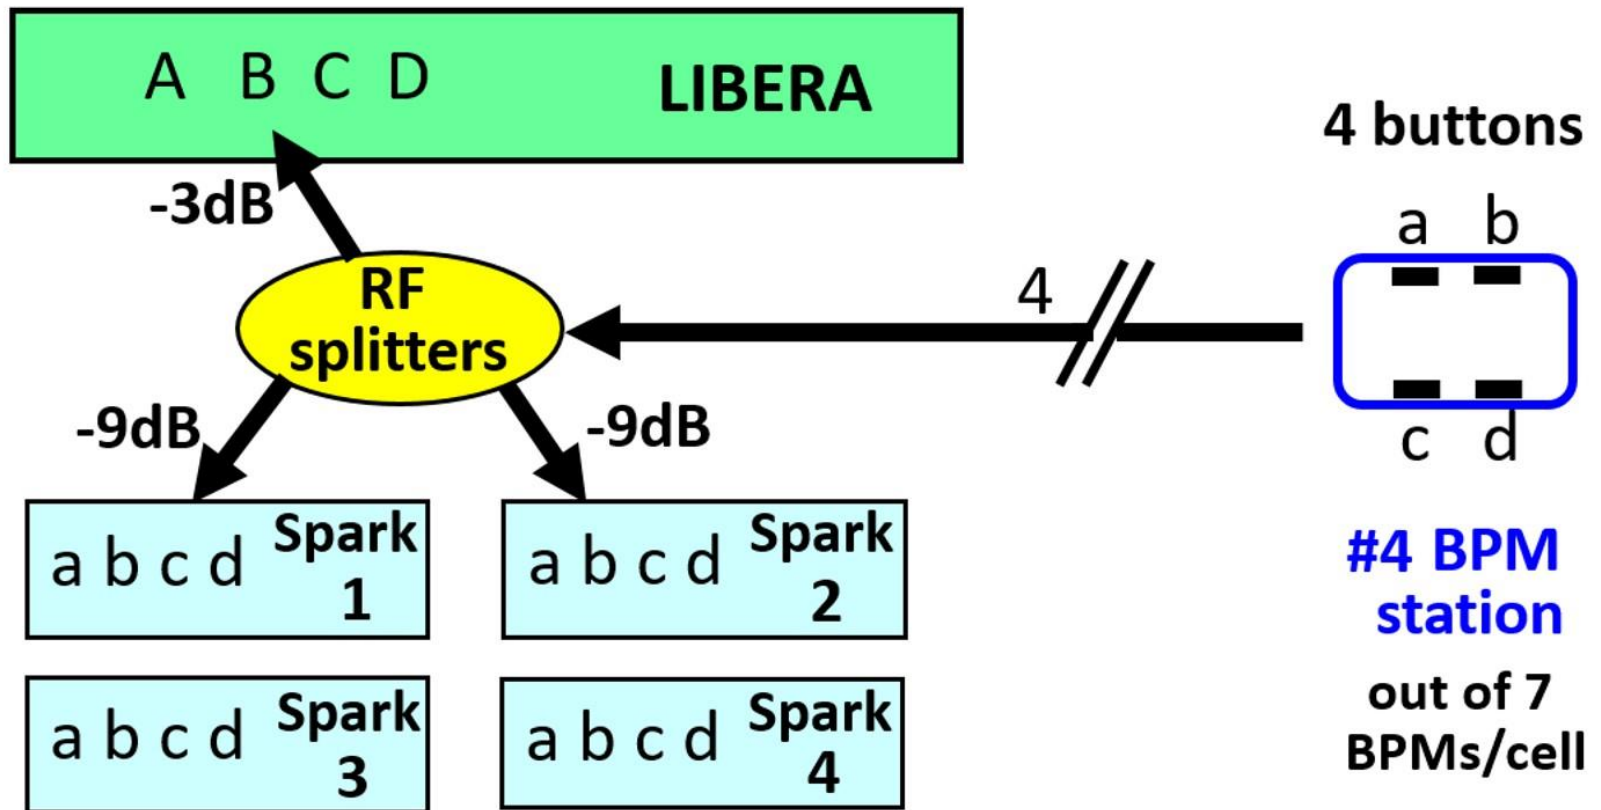 A B C D LIBERA
4 buttons
-3dB
a b
RF
splitters
4
-9dB
-9dB
c d
a b c d Spark
1
a b c d Spark
2
#4 BPM
station
a b c d Spark
3
a b c d Spark
4
out of 7
BPMs/cell